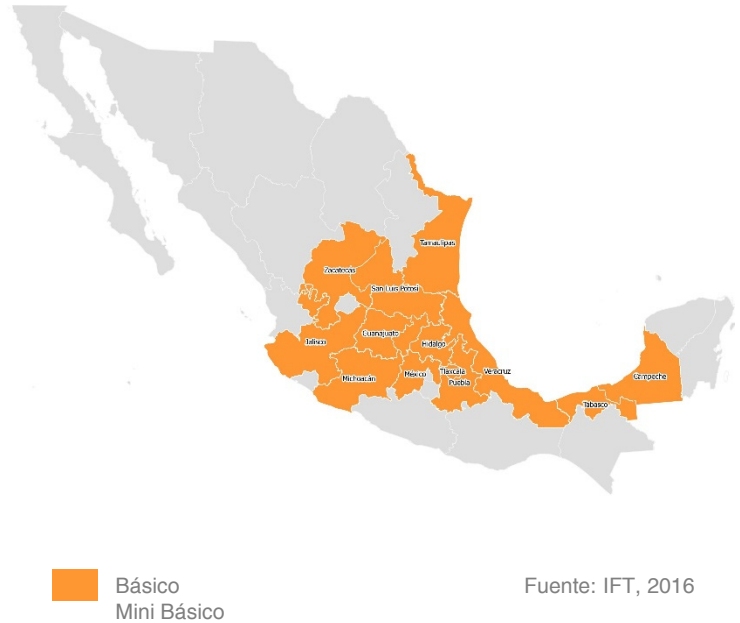 Tamaulipas
Zacatecas
San Luis Potosí
Jalisco
Guanajuato
Hidalgo
Michoacán
México
Tlaxcala
Puebla
Veracruz
Tabasco
Campeche
Básico
Mini Básico
Fuente: IFT, 2016